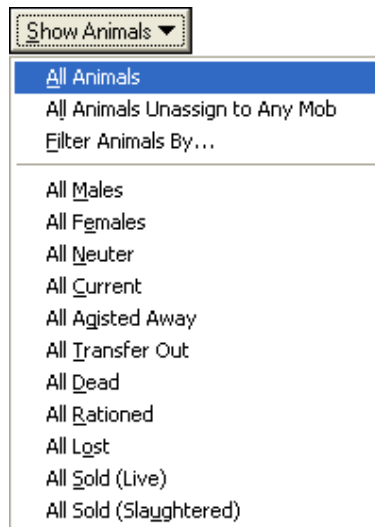 Show Animals
All Animals
All Animals Unassign to Any Mob
Filter Animals By...
All Males
All Females
All Neuter
All Current
All Agisted Away
All Transfer Out
All Dead
All Rationed
All Lost
All Sold (Live)
All Sold (Slaughtered)